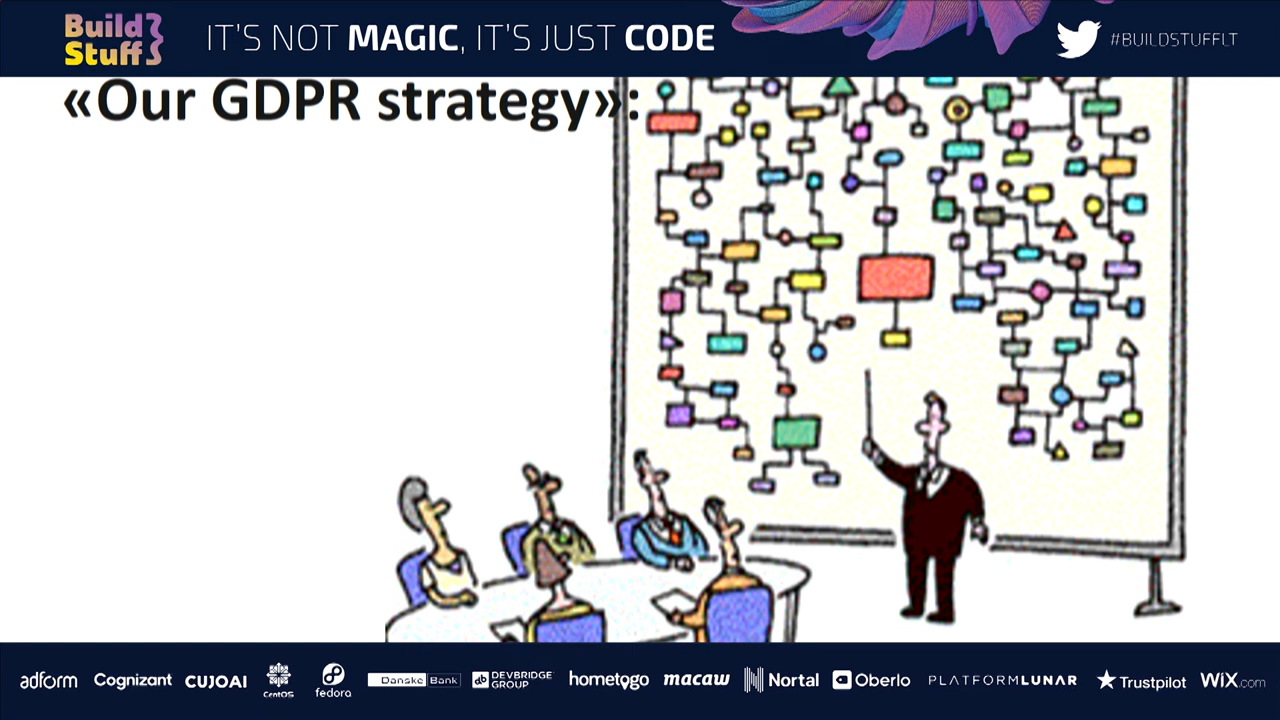 Build
Stuff
IT'S NOT MAGIC, IT'S JUST CODE
#BUILDSTUFFLT
«Our GDPR strategy»:
adform
Cognizant
CUJOAI
CentOS
fedora
Danske Bank
db DEVBRIDGE
GROUP
hometogo
macaw
Nortal
Oberlo
PLATFORMLUNAR
Trustpilot
WiX.com